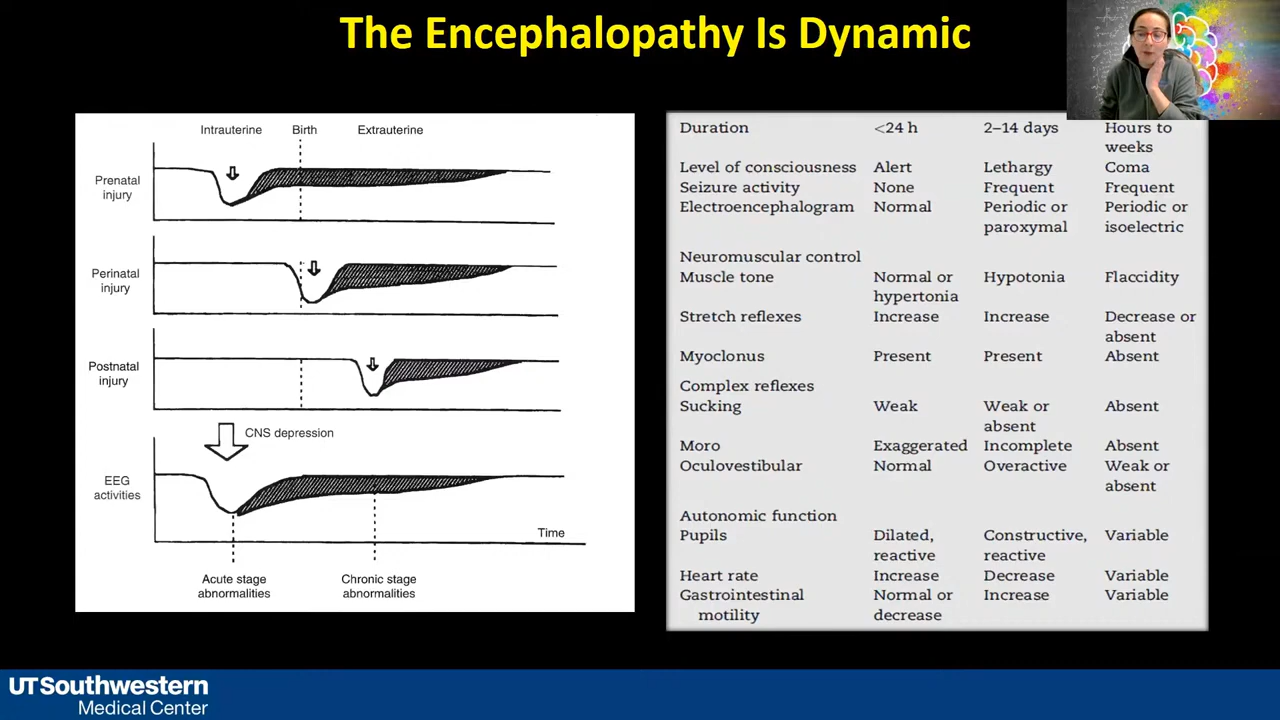 The Encephalopathy Is Dynamic
Intrauterine Birth Extrauterine
Prenatal
injury
Perinatal
injury
Postnatal
injury
CNS depression
EEG
activities
Time
Acute stage
abnormalities
Chronic stage
abnormalities
Duration <24 h 2–14 days Hours to
weeks
Level of consciousness Alert Lethargy Coma
Seizure activity None Frequent Frequent
Electroencephalogram Normal Periodic or Periodic or
paroxymal isoelectric
Neuromuscular control
Muscle tone Normal or Hypotonia Flaccidity
hypertonia
Stretch reflexes Increase Increase Decrease or
absent
Myoclonus Present Present Absent
Complex reflexes
Sucking Weak Weak or Absent
absent
Moro Exaggerated Incomplete Absent
Oculovestibular Normal Overactive Weak or
absent
Autonomic function
Pupils Dilated, Constructive, Variable
reactive reactive
Heart rate Increase Decrease Variable
Gastrointestinal Normal or Increase Variable
motility decrease
UTSouthwestern
Medical Center